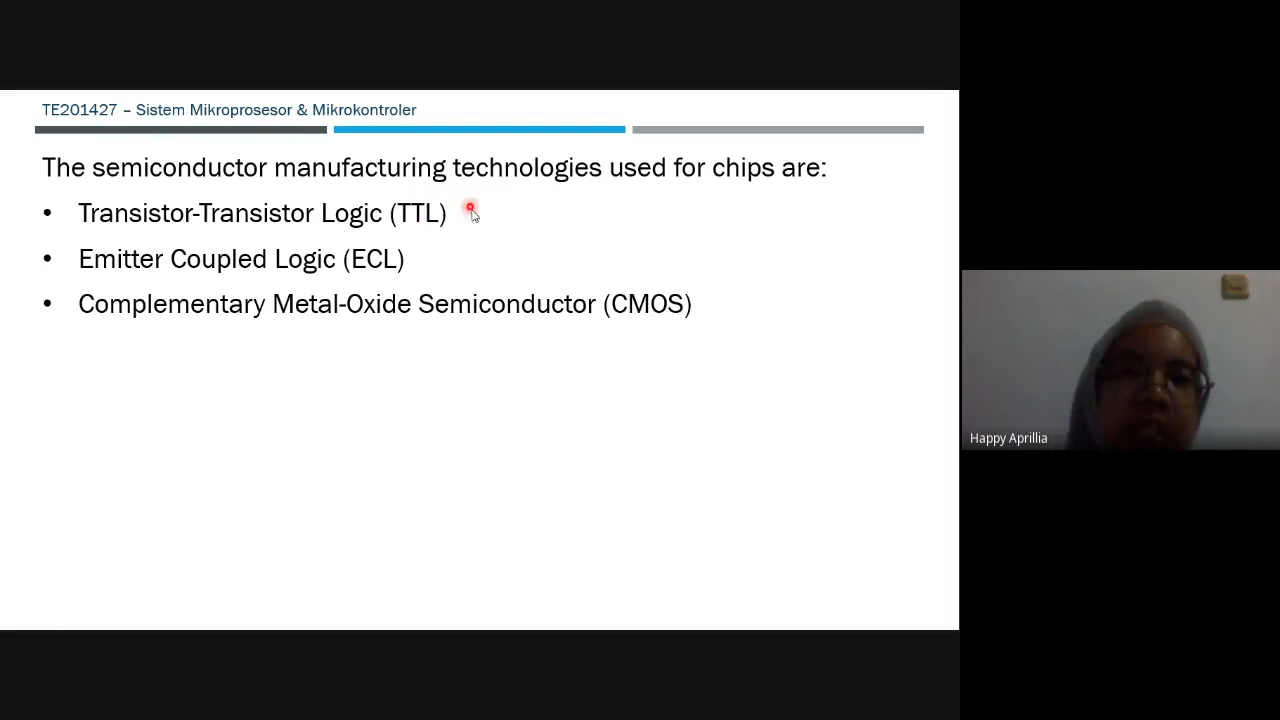 TE201427 – Sistem Mikroprosesor & Mikrokontroler
The semiconductor manufacturing technologies used for chips are:
• Transistor-Transistor Logic (TTL)
• Emitter Coupled Logic (ECL)
• Complementary Metal-Oxide Semiconductor (CMOS)
Happy Aprillia